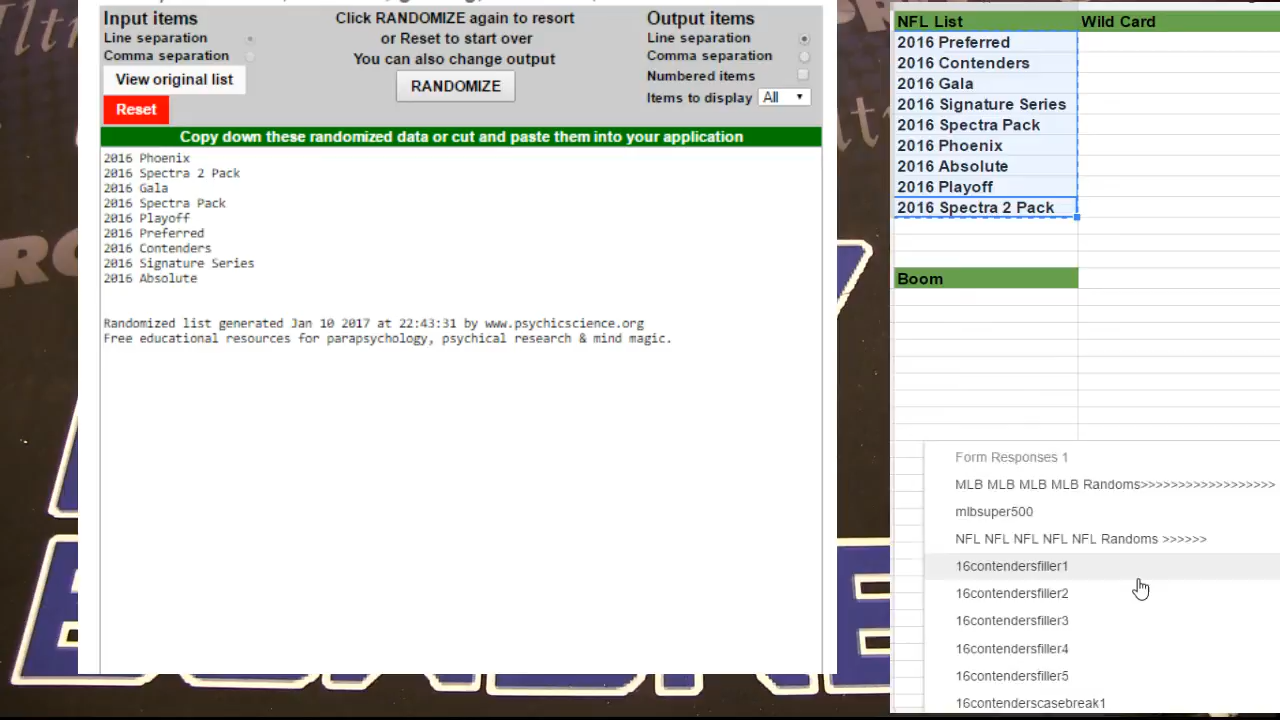 Input items
Line separation
Comma separation
View original list
Reset
Click RANDOMIZE again to resort
or Reset to start over
You can also change output
RANDOMIZE
Output items
Line separation
Comma separation
Numbered items
Items to display All
Copy down these randomized data or cut and paste them into your application
2016 Phoenix
2016 Spectra 2 Pack
2016 Gala
2016 Spectra Pack
2016 Playoff
2016 Preferred
2016 Contenders
2016 Signature Series
2016 Absolute
Randomized list generated Jan 10 2017 at 22:43:31 by www.psychicscience.org
Free educational resources for parapsychology, psychical research & mind magic.
NFL List Wild Card
2016 Preferred
2016 Contenders
2016 Gala
2016 Signature Series
2016 Spectra Pack
2016 Phoenix
2016 Absolute
2016 Playoff
2016 Spectra 2 Pack
Boom
Form Responses 1
MLB MLB MLB MLB Randoms>>>>>>>>>>>>>>>>>>
mlbsuper500
NFL NFL NFL NFL NFL Randoms >>>>>>
16contendersfiller1
16contendersfiller2
16contendersfiller3
16contendersfiller4
16contendersfiller5
16contenderscasebreak1